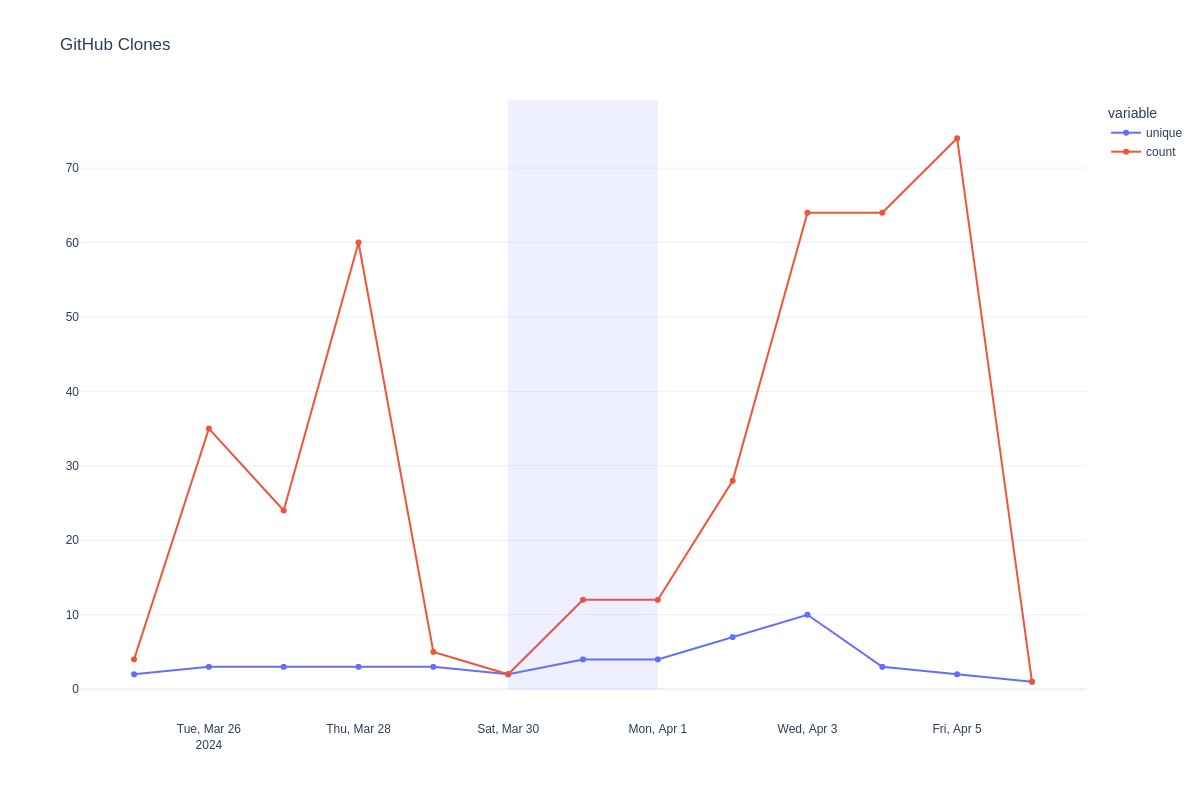 GitHub Clones
variable
unique
count
70
60
50
40
30
20
10
0
Tue, Mar 26
2024
Thu, Mar 28
Sat, Mar 30
Mon, Apr 1
Wed, Apr 3
Fri, Apr 5